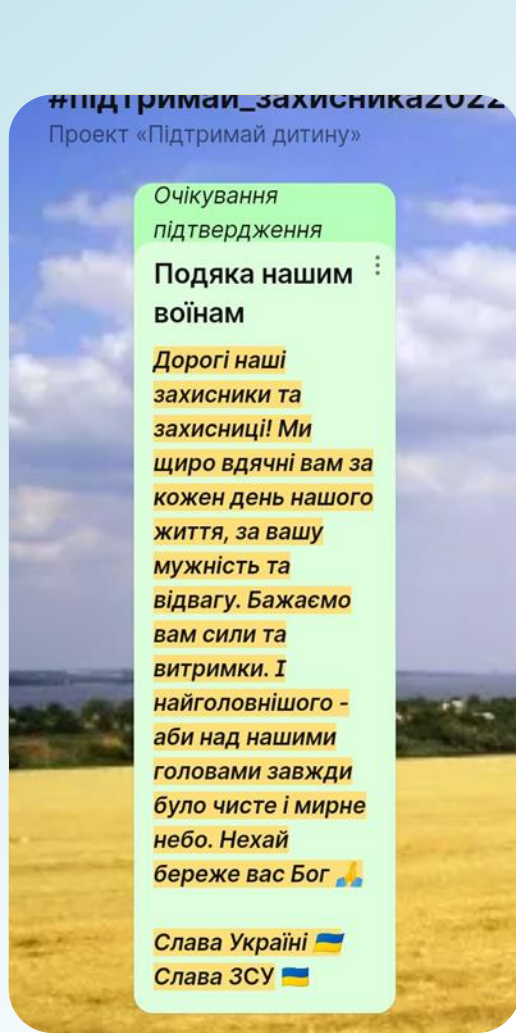 #підтримай_захисника2022
Проект «Підтримай дитину»
Очікування
підтвердження
Подяка нашим
воїнам
Дорогі наші
захисники та
захисниці! Ми
щиро вдячні вам за
кожен день нашого
життя, за вашу
мужність та
відвагу. Бажаємо
вам сили та
витримки. І
найголовнішого -
аби над нашими
головами завжди
було чисте і мирне
небо. Нехай
береже вас Бог 🙏
Слава Україні 🇺🇦
Слава ЗСУ 🇺🇦